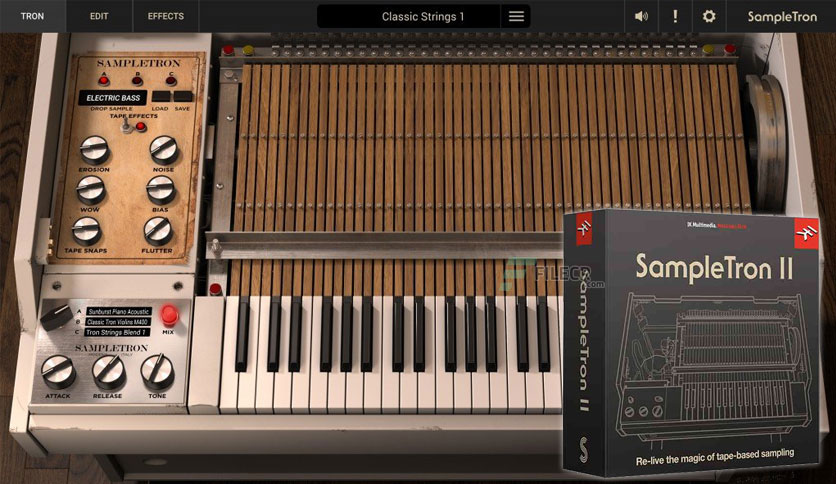 TRON EDIT EFFECTS Classic Strings 1 ! SampleTron
SAMPLETRON
A B C
ELECTRIC BASS
DROP SAMPLE LOAD SAVE
TAPE EFFECTS
EROSION NOISE
WOW BIAS
TAPE SNAPS FLUTTER
A Sunburst Piano Acoustic
B Classic Tron Violins M400
C Tron Strings Blend 1
MIX
SAMPLETRON
ATTACK RELEASE TONE
FILECR
.com
IK Multimedia.
SampleTron II
SampleTron II
Re-live the magic of tape-based sampling